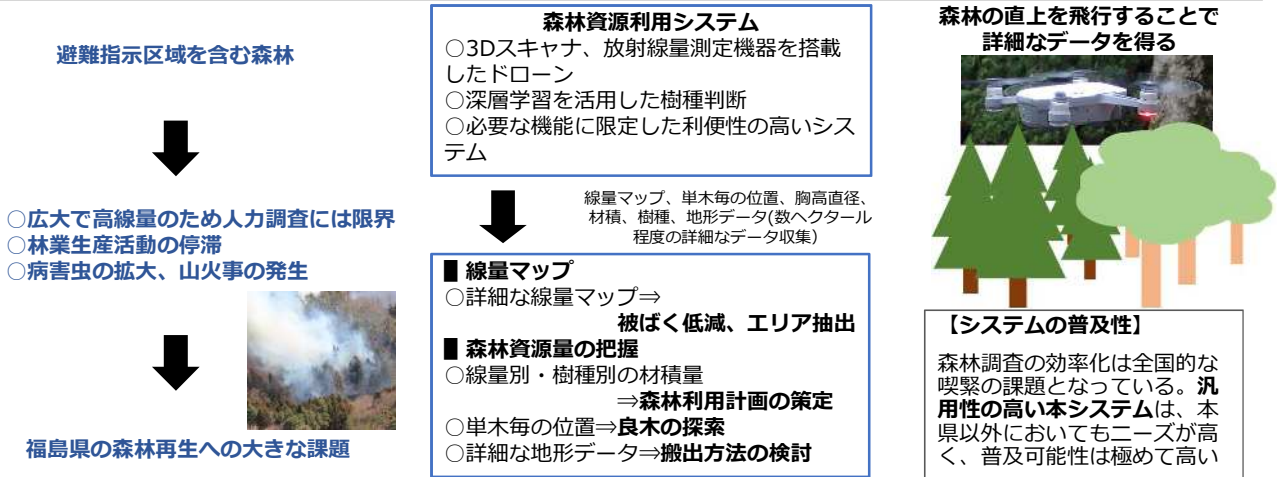 避難指示区域を含む森林
○広大で高線量のため人力調査には限界
○林業生産活動の停滞
○病害虫の拡大、山火事の発生
福島県の森林再生への大きな課題
森林資源利用システム
○3Dスキャナ、放射線量測定機器を搭載
したドローン
○深層学習を活用した樹種判断
○必要な機能に限定した利便性の高いシス
テム
線量マップ、単木毎の位置、胸高直径、
材積、樹種、地形データ(数ヘクタール
程度の詳細なデータ収集)
■ 線量マップ
○詳細な線量マップ⇒
被ばく低減、エリア抽出
■ 森林資源量の把握
○線量別・樹種別の材積量
⇒森林利用計画の策定
○単木毎の位置⇒良木の探索
○詳細な地形データ⇒搬出方法の検討
森林の直上を飛行することで
詳細なデータを得る
【システムの普及性】
森林調査の効率化は全国的な
喫緊の課題となっている。汎
用性の高い本システムは、本
県以外においてもニーズが高
く、普及可能性は極めて高い